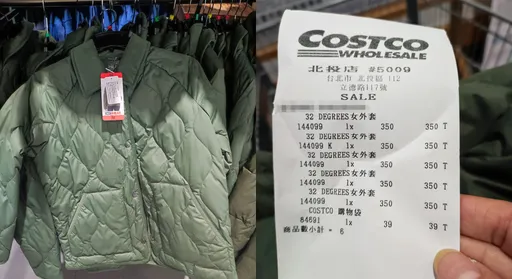 COSTCO
WHOLESALE
北投店 #5009
台北市 北投區 112
立德路117號
SALE
32 DEGREES女外套
144099 1x 350 350 T
32 DEGREES女外套
144099 K 1x 350 350 T
32 DEGREES女外套
144099 1x 350 350 T
32 DEGREES女外套
144099 1x 350 350 T
32 DEGREES女外套
144099 1x 350 350 T
COSTCO 購物袋
84691 1x 39 39 T
商品數小計 = 6